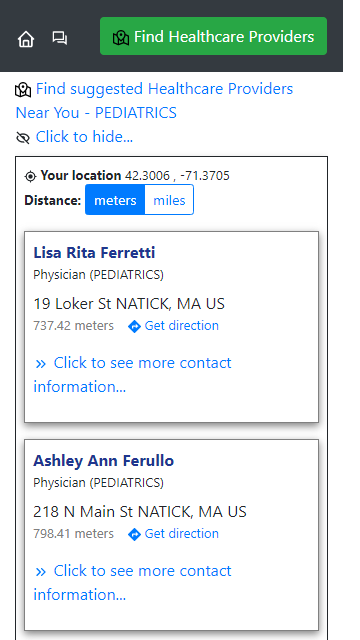 Find Healthcare Providers
Find suggested Healthcare Providers
Near You - PEDIATRICS
Click to hide...
Your location 42.3006 , -71.3705
Distance: meters miles
Lisa Rita Ferretti
Physician (PEDIATRICS)
19 Loker St NATICK, MA US
737.42 meters Get direction
» Click to see more contact
information...
Ashley Ann Ferullo
Physician (PEDIATRICS)
218 N Main St NATICK, MA US
798.41 meters Get direction
» Click to see more contact
information...